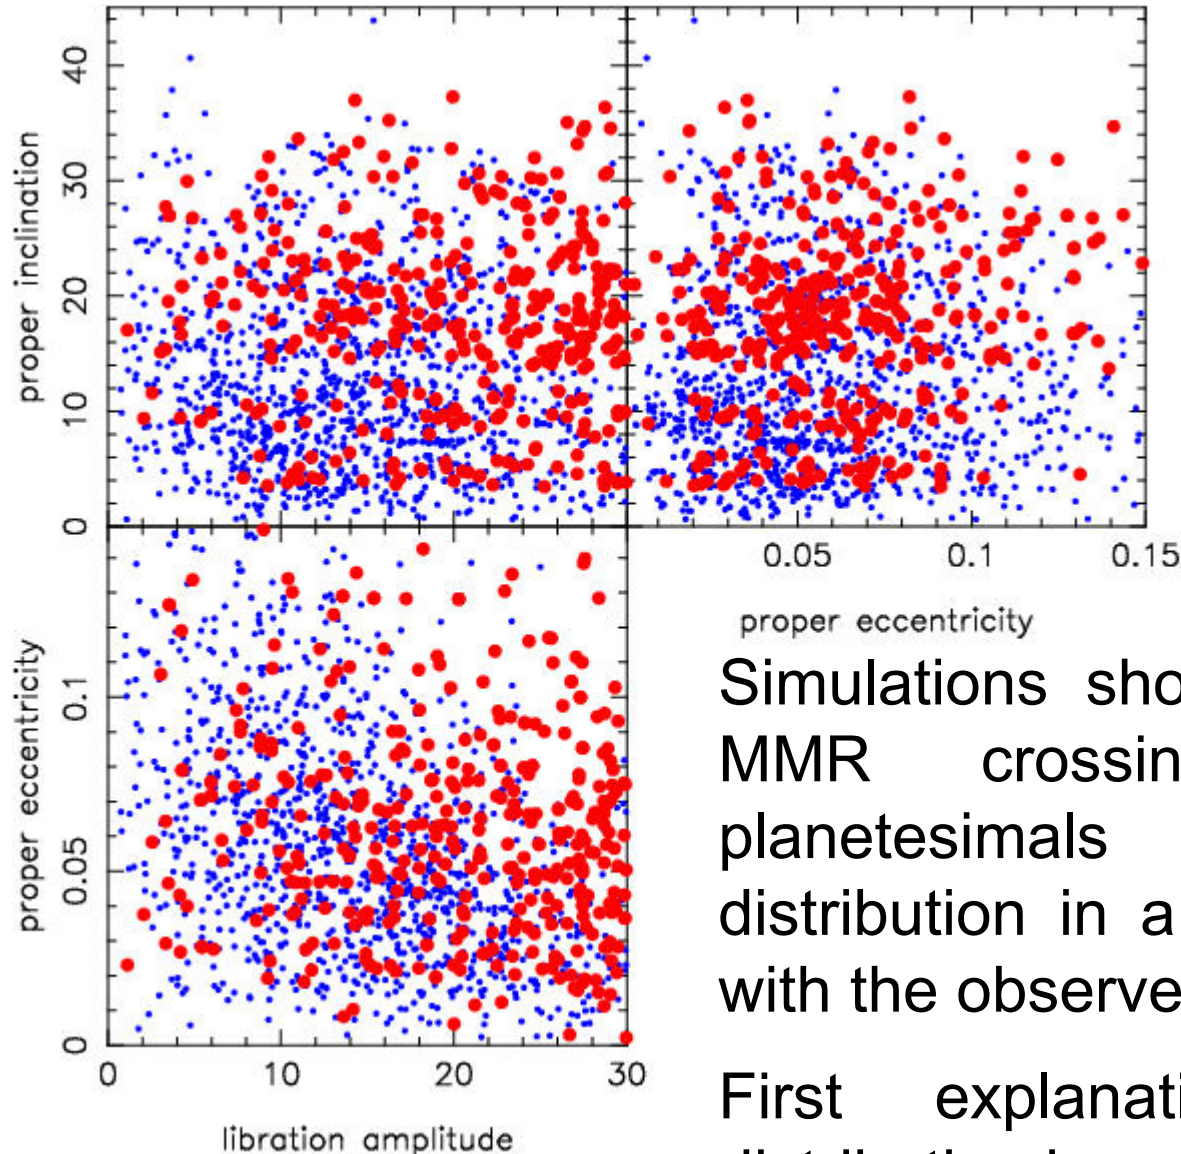 40
30
20
10
0
proper inclination
0.05 0.1 0.15
proper eccentricity
0.1
0.05
0
proper eccentricity
0 10 20 30
libration amplitude
Simulations sho
MMR crossin
planetesimals
distribution in a
with the observe
First explanati